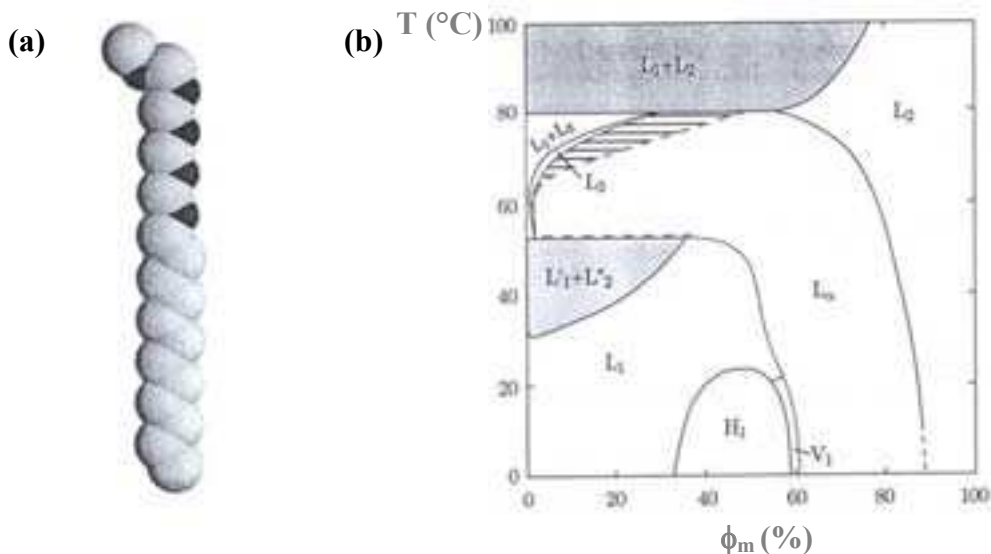 (a)
(b)
T (°C)
100
80
60
40
20
0
L₁+L₂
L₂
L₃
L'₁+L"₂
Lα
L₁
H₁
V₁
0 20 40 60 80 100
ϕm (%)